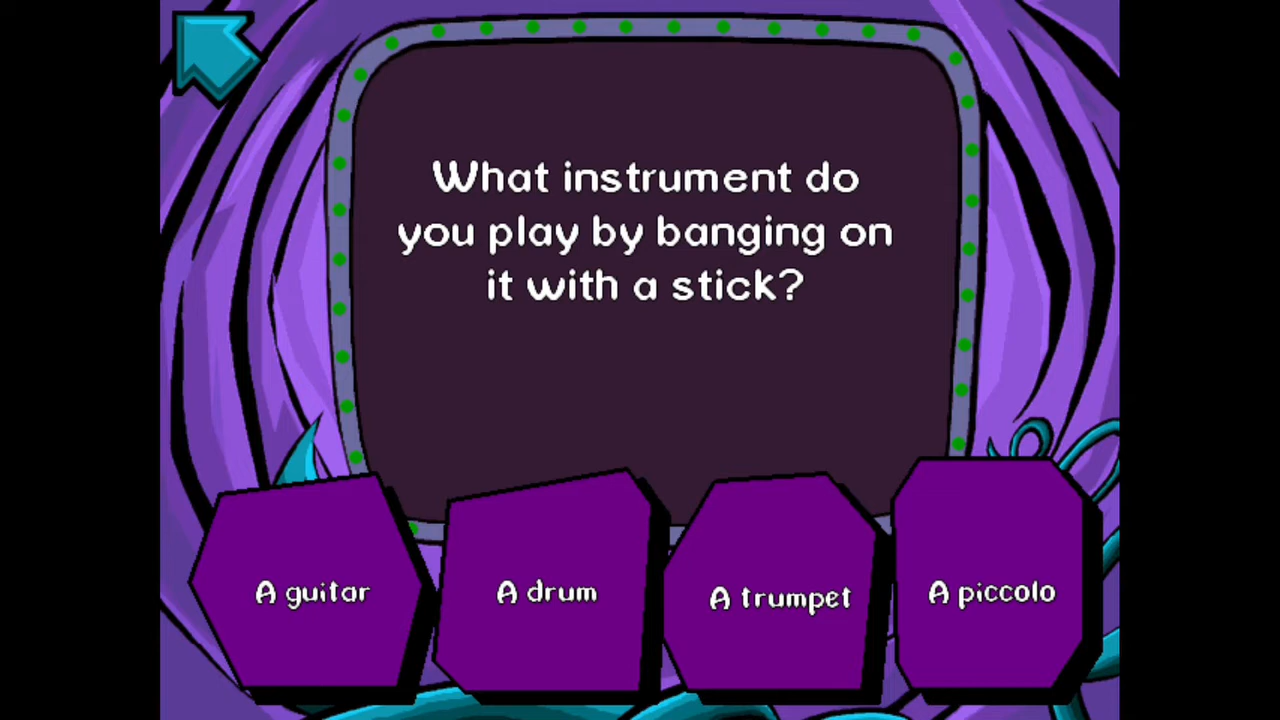 What instrument do
you play by banging on
it with a stick?
A guitar
A drum
A trumpet
A piccolo